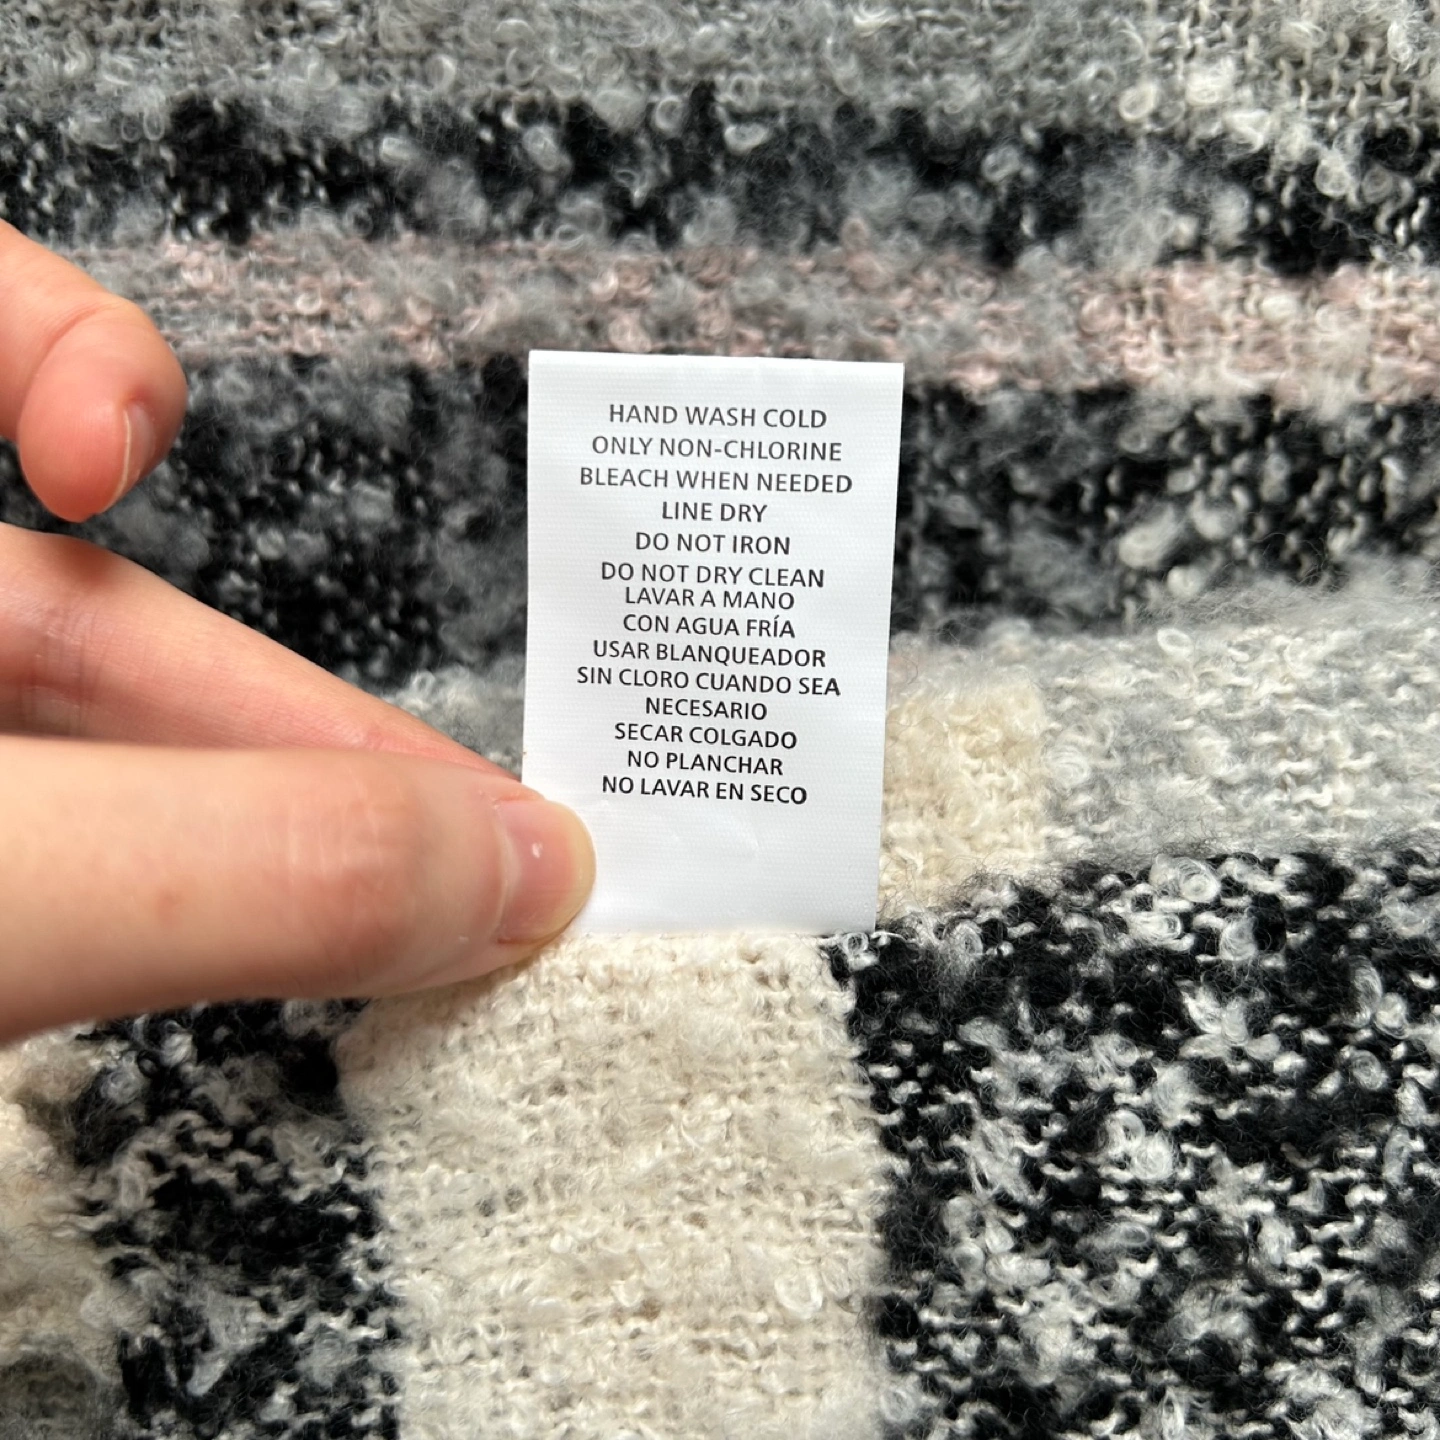 HAND WASH COLD
ONLY NON-CHLORINE
BLEACH WHEN NEEDED
LINE DRY
DO NOT IRON
DO NOT DRY CLEAN
LAVAR A MANO
CON AGUA FRÍA
USAR BLANQUEADOR
SIN CLORO CUANDO SEA
NECESARIO
SECAR COLGADO
NO PLANCHAR
NO LAVAR EN SECO